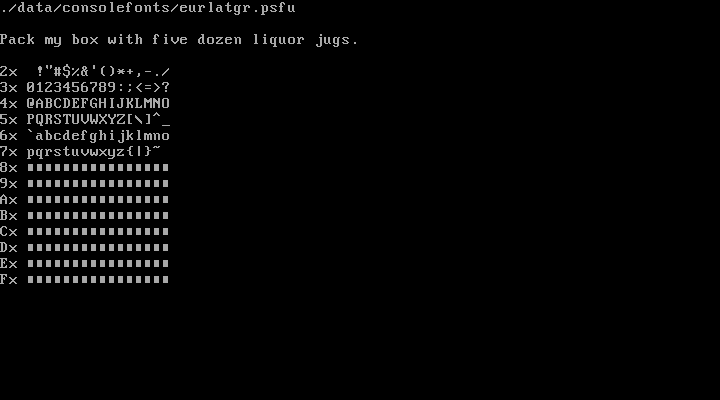 ./data/consolefonts/eurlatgr.psfu
Pack my box with five dozen liquor jugs.
2x  !"#$%&'()*+,-./
3x 0123456789:;<=>?
4x @ABCDEFGHIJKLMNO
5x PQRSTUVWXYZ[\]^_
6x `abcdefghijklmno
7x pqrstuvwxyz{|}~
8x ∎∎∎∎∎∎∎∎∎∎∎∎∎∎∎∎
9x ∎∎∎∎∎∎∎∎∎∎∎∎∎∎∎∎
Ax ∎∎∎∎∎∎∎∎∎∎∎∎∎∎∎∎
Bx ∎∎∎∎∎∎∎∎∎∎∎∎∎∎∎∎
Cx ∎∎∎∎∎∎∎∎∎∎∎∎∎∎∎∎
Dx ∎∎∎∎∎∎∎∎∎∎∎∎∎∎∎∎
Ex ∎∎∎∎∎∎∎∎∎∎∎∎∎∎∎∎
Fx ∎∎∎∎∎∎∎∎∎∎∎∎∎∎∎∎